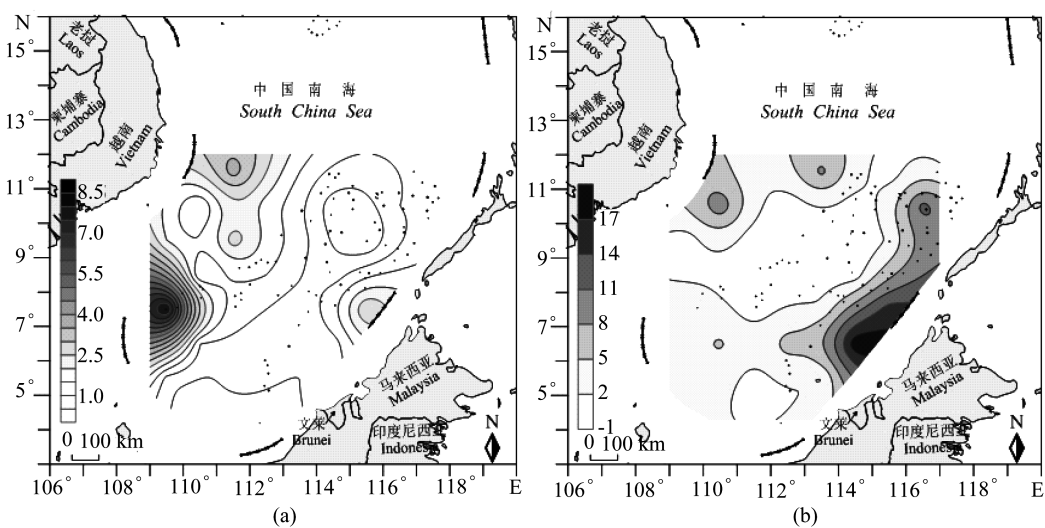 N
15°
13°
11°
9°
7°
5°
老挝
Laos
柬埔寨
Cambodia
越南
Vietnam
中国南海
South China Sea
8.5
7.0
5.5
4.0
2.5
1.0
0 100 km
马来西亚
Malaysia
文莱
Brunei
印度尼西
Indones
N
106°
108°
110°
112°
114°
116°
118°
E
(a)
N
15°
13°
11°
9°
7°
5°
老挝
Laos
柬埔寨
Cambodia
越南
Vietnam
中国南海
South China Sea
17
14
11
8
5
2
-1
0 100 km
马来西亚
Malaysia
文莱
Brunei
印度尼西
Indones
N
106°
108°
110°
112°
114°
116°
118°
E
(b)